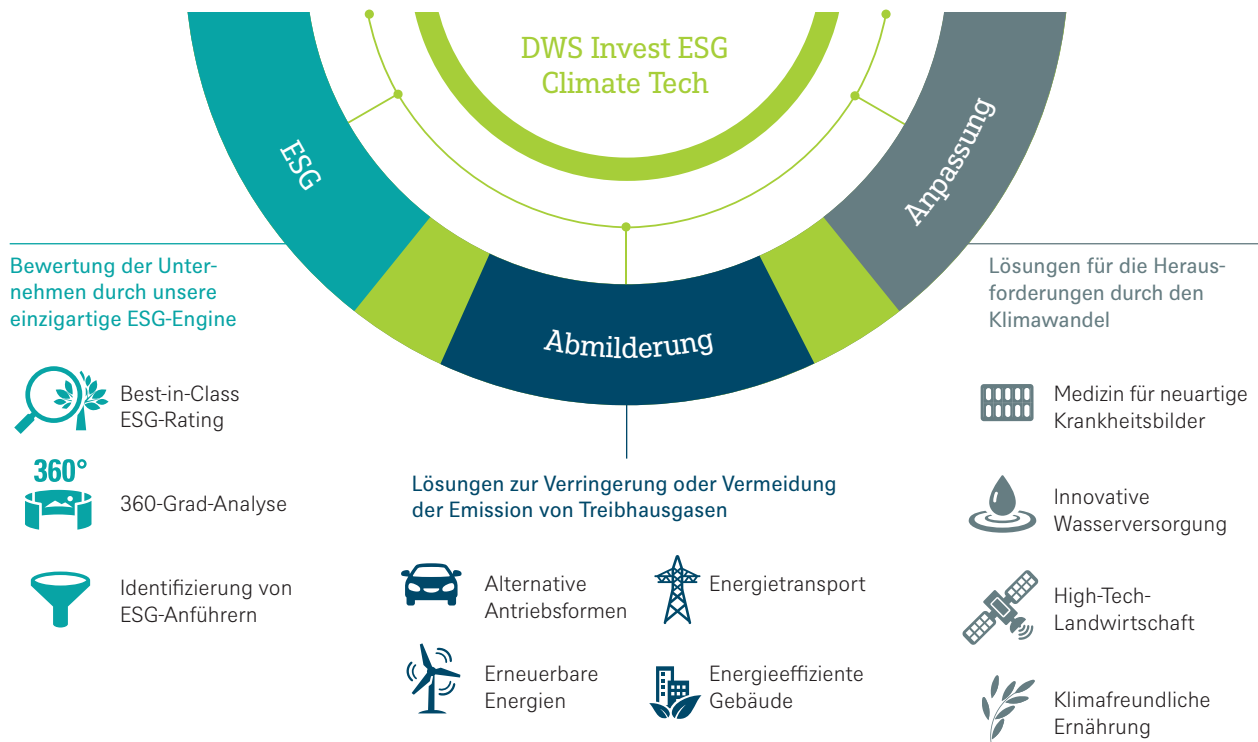 DWS Invest ESG
Climate Tech
ESG
Abmilderung
Anpassung
Bewertung der Unter-
nehmen durch unsere
einzigartige ESG-Engine
Best-in-Class
ESG-Rating
360°
360-Grad-Analyse
Identifizierung von
ESG-Anführern
Lösungen zur Verringerung oder Vermeidung
der Emission von Treibhausgasen
Alternative
Antriebsformen
Energietransport
Erneuerbare
Energien
Energieeffiziente
Gebäude
Lösungen für die Heraus-
forderungen durch den
Klimawandel
Medizin für neuartige
Krankheitsbilder
Innovative
Wasserversorgung
High-Tech-
Landwirtschaft
Klimafreundliche
Ernährung